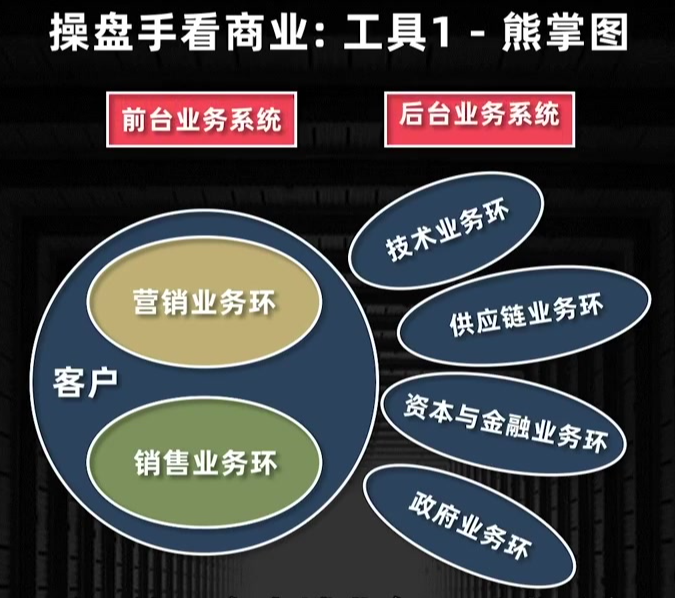 操盘手看商业: 工具1 - 熊掌图
前台业务系统
后台业务系统
营销业务环
客户
销售业务环
技术业务环
供应链业务环
资本与金融业务环
政府业务环